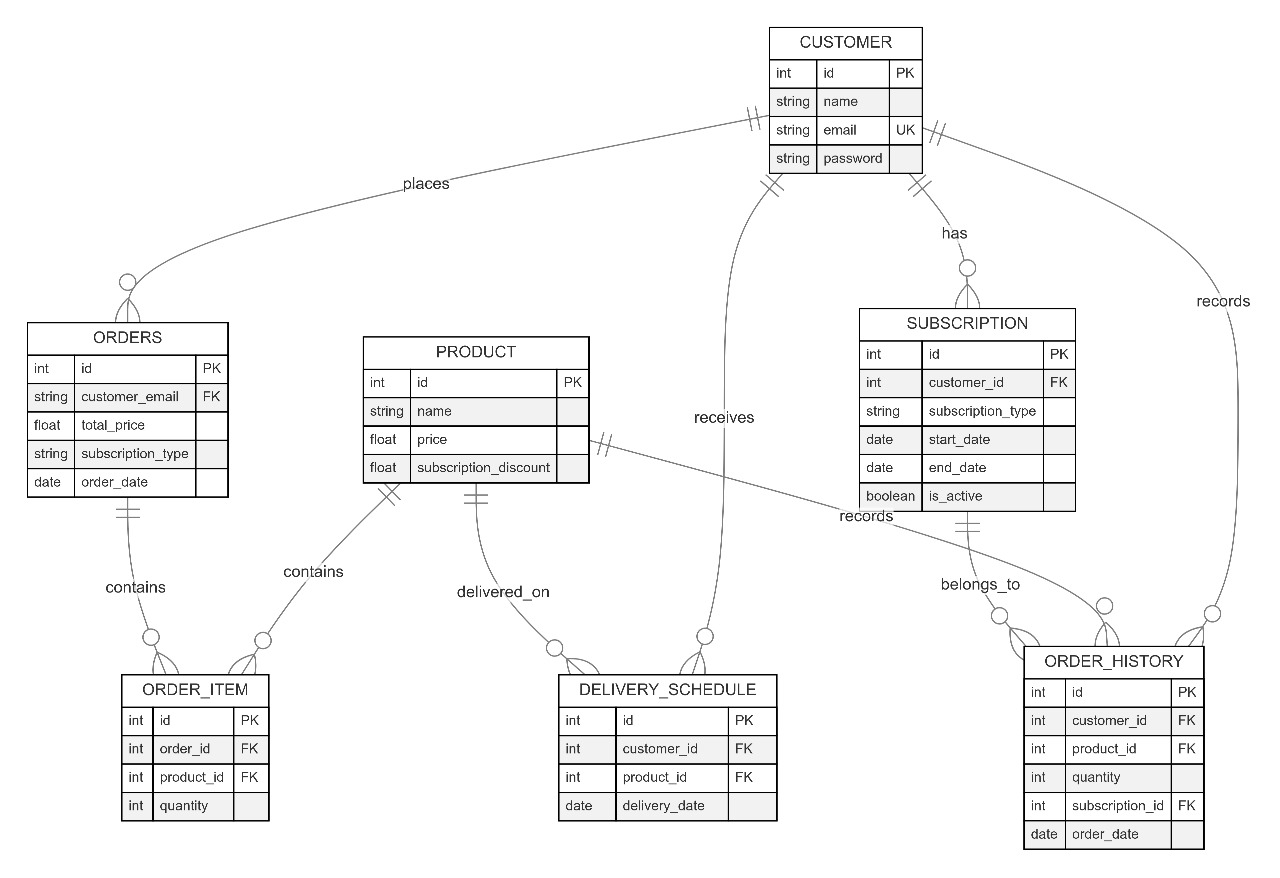 CUSTOMER
int id PK
string name
string email UK
string password
places
has
records
ORDERS
int id PK
string customer_email FK
float total_price
string subscription_type
date order_date
PRODUCT
int id PK
string name
float price
float subscription_discount
receives
SUBSCRIPTION
int id PK
int customer_id FK
string subscription_type
date start_date
date end_date
boolean is_active
records
contains
contains
delivered_on
belongs_to
ORDER_ITEM
int id PK
int order_id FK
int product_id FK
int quantity
DELIVERY_SCHEDULE
int id PK
int customer_id FK
int product_id FK
date delivery_date
ORDER_HISTORY
int id PK
int customer_id FK
int product_id FK
int quantity
int subscription_id FK
date order_date